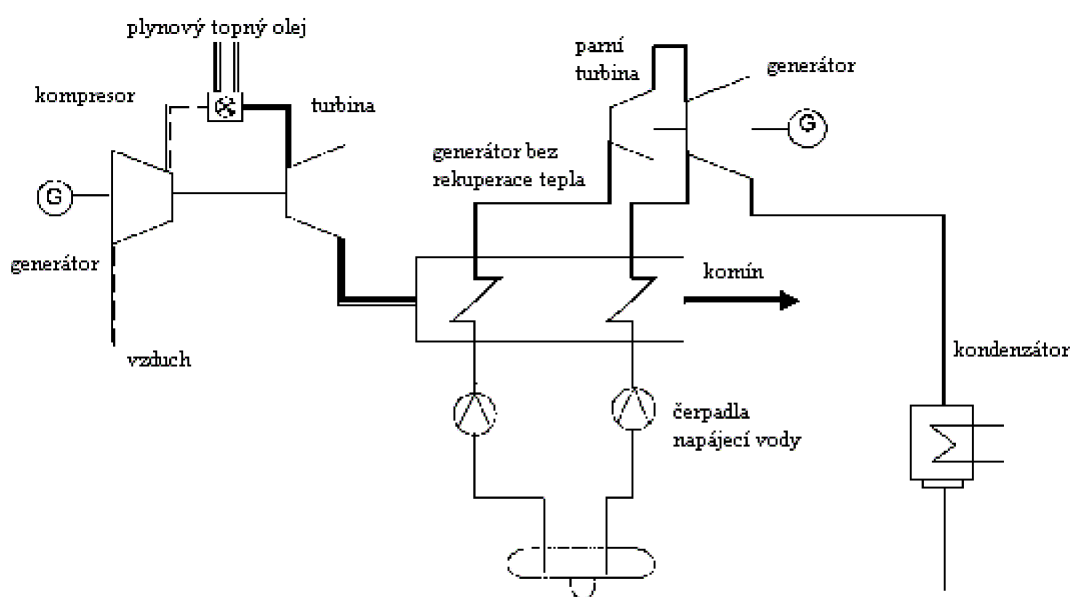 plynový topný olej
kompresor
turbina
parní
turbina
generátor
G
generátor bez
rekuperace tepla
G
generátor
komín
vzduch
kondenzátor
čerpadla
napájecí vody